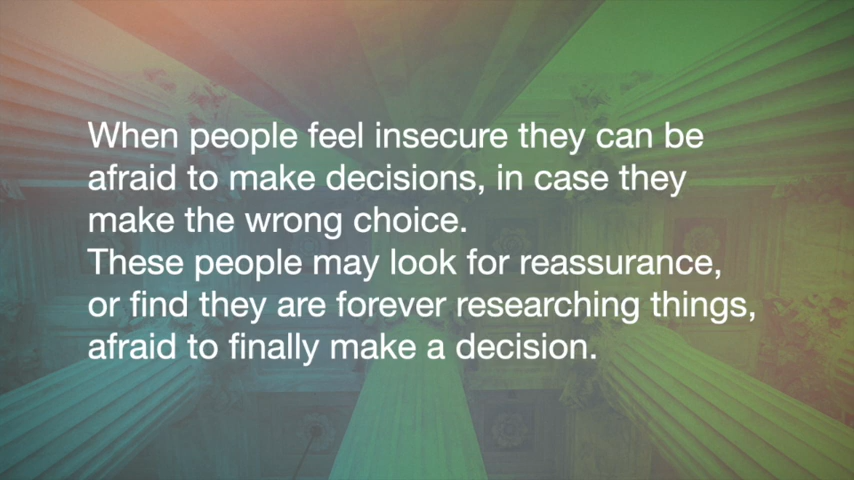 When people feel insecure they can be
afraid to make decisions, in case they
make the wrong choice.
These people may look for reassurance,
or find they are forever researching things,
afraid to finally make a decision.